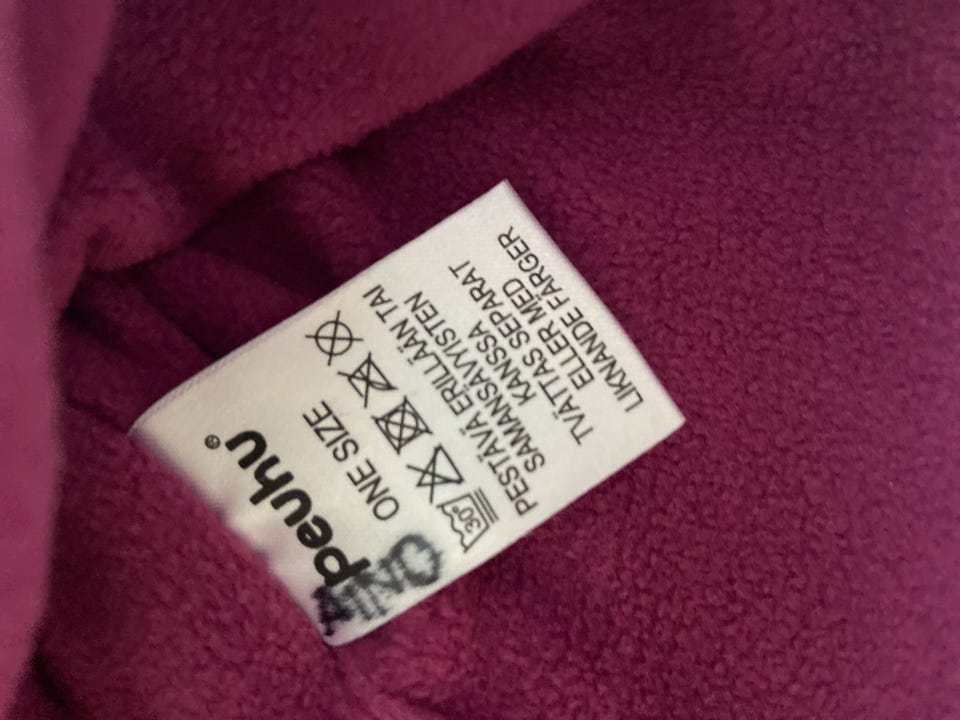 peuhu®
AINO
ONE SIZE
30°
PESTÄVÄ ERILLÄÄN TAI
SAMANSÄVYISTEN
KANSSA
TVÄTTAS SEPARAT
ELLER MED
LIKNANDE FÄRGER